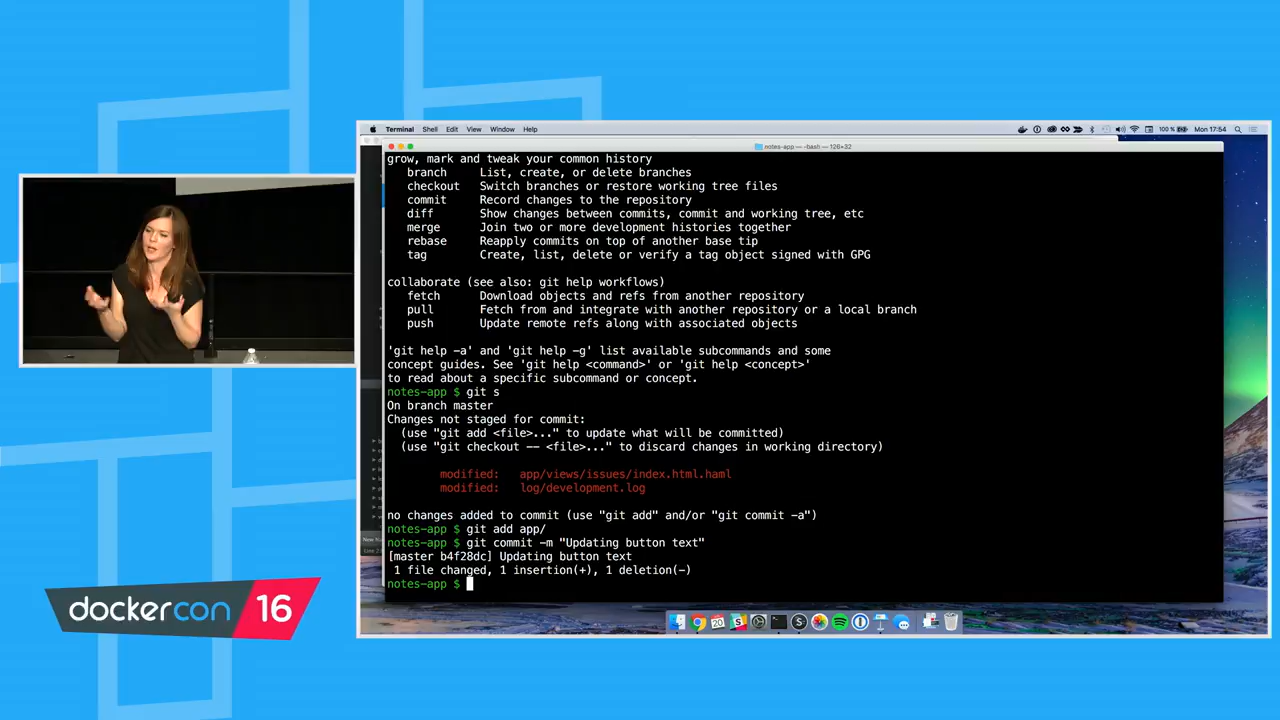 Terminal Shell Edit View Window Help
100 % Mon 17:54
notes-app — -bash — 126×32
grow, mark and tweak your common history
branch List, create, or delete branches
checkout Switch branches or restore working tree files
commit Record changes to the repository
diff Show changes between commits, commit and working tree, etc
merge Join two or more development histories together
rebase Reapply commits on top of another base tip
tag Create, list, delete or verify a tag object signed with GPG
collaborate (see also: git help workflows)
fetch Download objects and refs from another repository
pull Fetch from and integrate with another repository or a local branch
push Update remote refs along with associated objects
'git help -a' and 'git help -g' list available subcommands and some
concept guides. See 'git help <command>' or 'git help <concept>'
to read about a specific subcommand or concept.
notes-app $ git s
On branch master
Changes not staged for commit:
(use "git add <file>..." to update what will be committed)
(use "git checkout -- <file>..." to discard changes in working directory)
modified: app/views/issues/index.html.haml
modified: log/development.log
no changes added to commit (use "git add" and/or "git commit -a")
notes-app $ git add app/
notes-app $ git commit -m "Updating button text"
[master b4f28dc] Updating button text
1 file changed, 1 insertion(+), 1 deletion(-)
notes-app $
dockercon 16